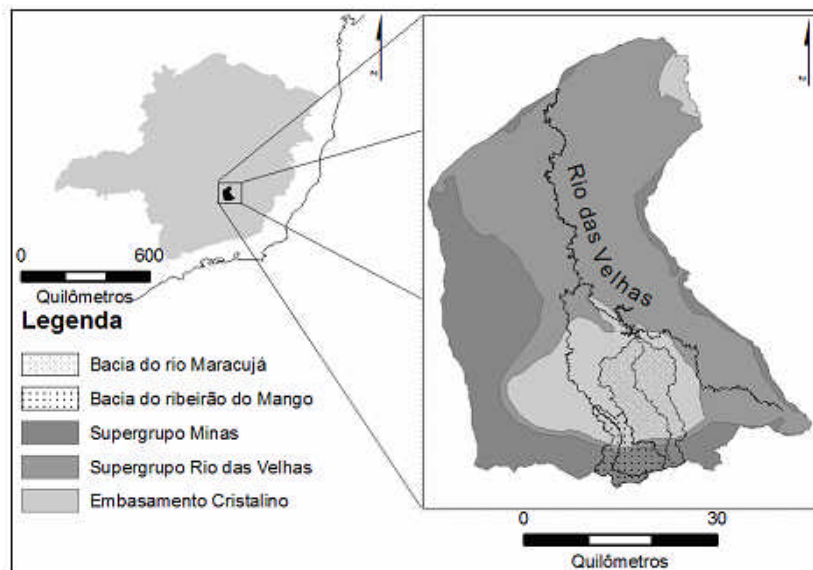 z
z
Rio das Velhas
0 600
Quilômetros
Legenda
Bacia do rio Maracujá
Bacia do ribeirão do Mango
Supergrupo Minas
Supergrupo Rio das Velhas
Embasamento Cristalino
0 30
Quilômetros